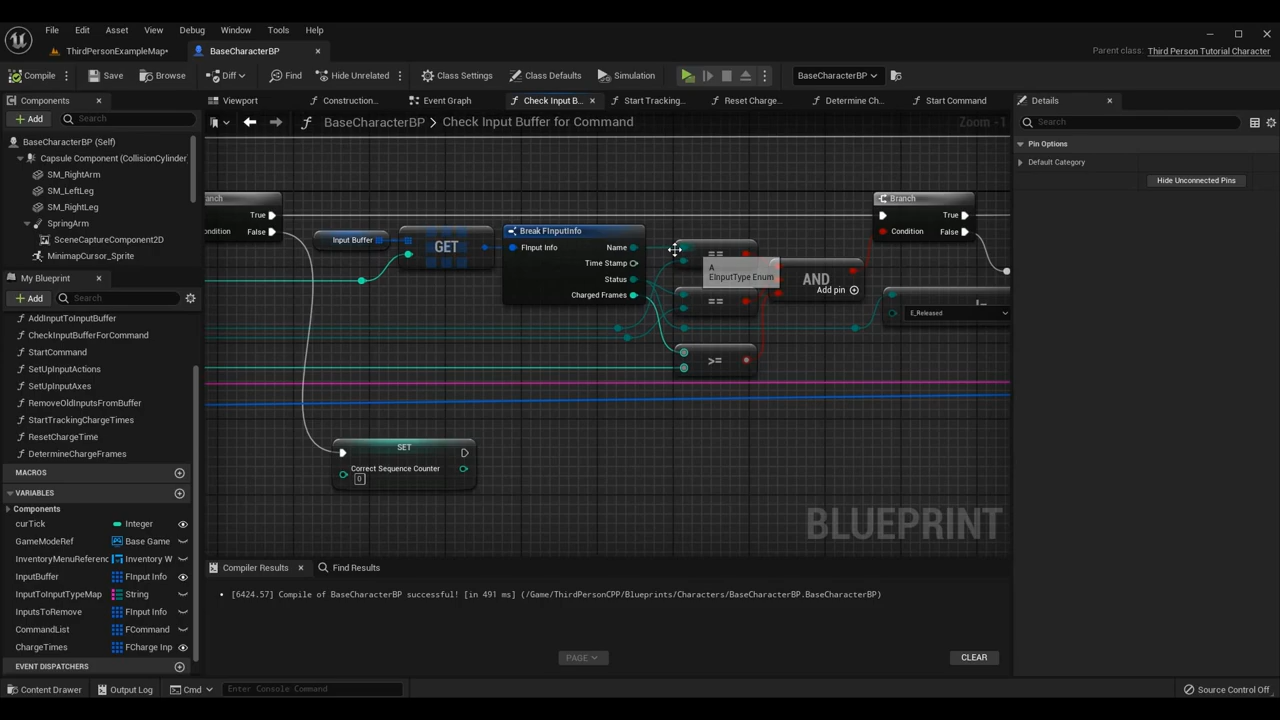 File Edit Asset View Debug Window Tools Help
ThirdPersonExampleMap• BaseCharacterBP Parent class: Third Person Tutorial Character
Compile Save Browse Diff Find Hide Unrelated Class Settings Class Defaults Simulation BaseCharacterBP
Components Viewport Construction... Event Graph Check Input B... Start Tracking... Reset Charge... Determine Ch... Start Command Details
Add Search BaseCharacterBP > Check Input Buffer for Command Zoom -1 Search
BaseCharacterBP (Self)
Capsule Component (CollisionCylinder
SM_RightArm
SM_LeftLeg
SM_RightLeg
SpringArm
SceneCaptureComponent2D
MinimapCursor_Sprite
Pin Options
Default Category
Hide Unconnected Pins
My Blueprint
Add Search
AddInputToInputBuffer
CheckInputBufferForCommand
StartCommand
SetUpInputActions
SetUpInputAxes
RemoveOldInputsFromBuffer
StartTrackingChargeTimes
ResetChargeTime
DetermineChargeFrames
MACROS
VARIABLES
Components
curTick Integer
GameModeRef Base Game
InventoryMenuReferenc Inventory W
InputBuffer FInput Info
InputToInputTypeMap String
InputsToRemove FInput Info
CommandList FCommand
ChargeTimes FCharge Inp
EVENT DISPATCHERS
ranch
True
ondition False
Input Buffer
GET
Break FInputInfo
FInput Info Name
Time Stamp
Status
Charged Frames
==
==
>=
A
EInputType Enum
AND
Add pin
Branch
True
Condition False
E_Released
SET
Correct Sequence Counter
0
BLUEPRINT
Compiler Results Find Results
[6424.57] Compile of BaseCharacterBP successful! [in 491 ms] (/Game/ThirdPersonCPP/Blueprints/Characters/BaseCharacterBP.BaseCharacterBP)
PAGE CLEAR
Content Drawer Output Log Cmd Enter Console Command Source Control Off